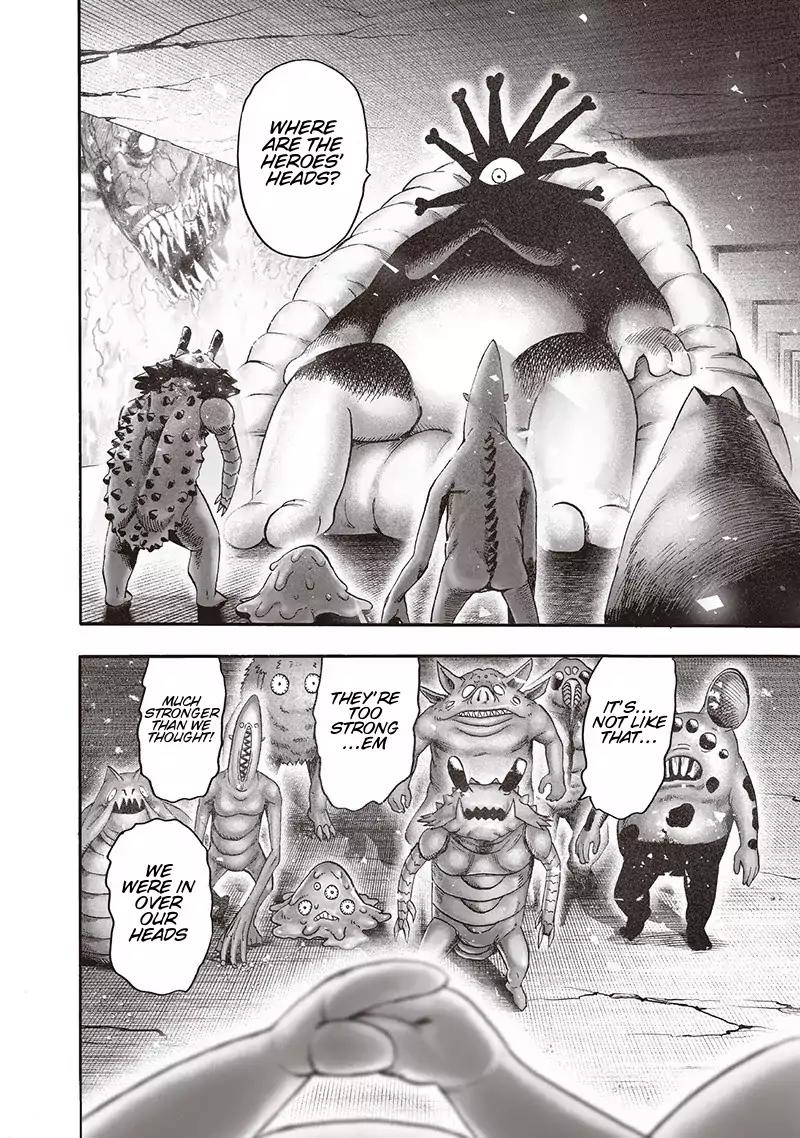 WHERE
ARE THE
HEROES'
HEADS?
IT'S...
NOT LIKE
THAT...
THEY'RE
TOO
STRONG
...EM
MUCH
STRONGER
THAN WE
THOUGHT!
WE
WERE IN
OVER
OUR
HEADS